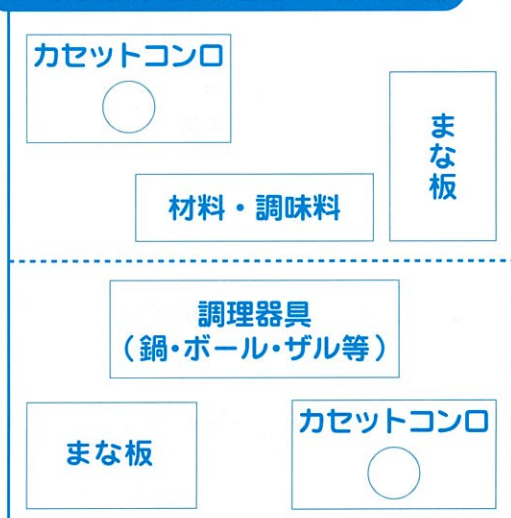 カセットコンロ
まな板
材料・調味料
調理器具
（鍋・ボール・ザル等）
まな板
カセットコンロ